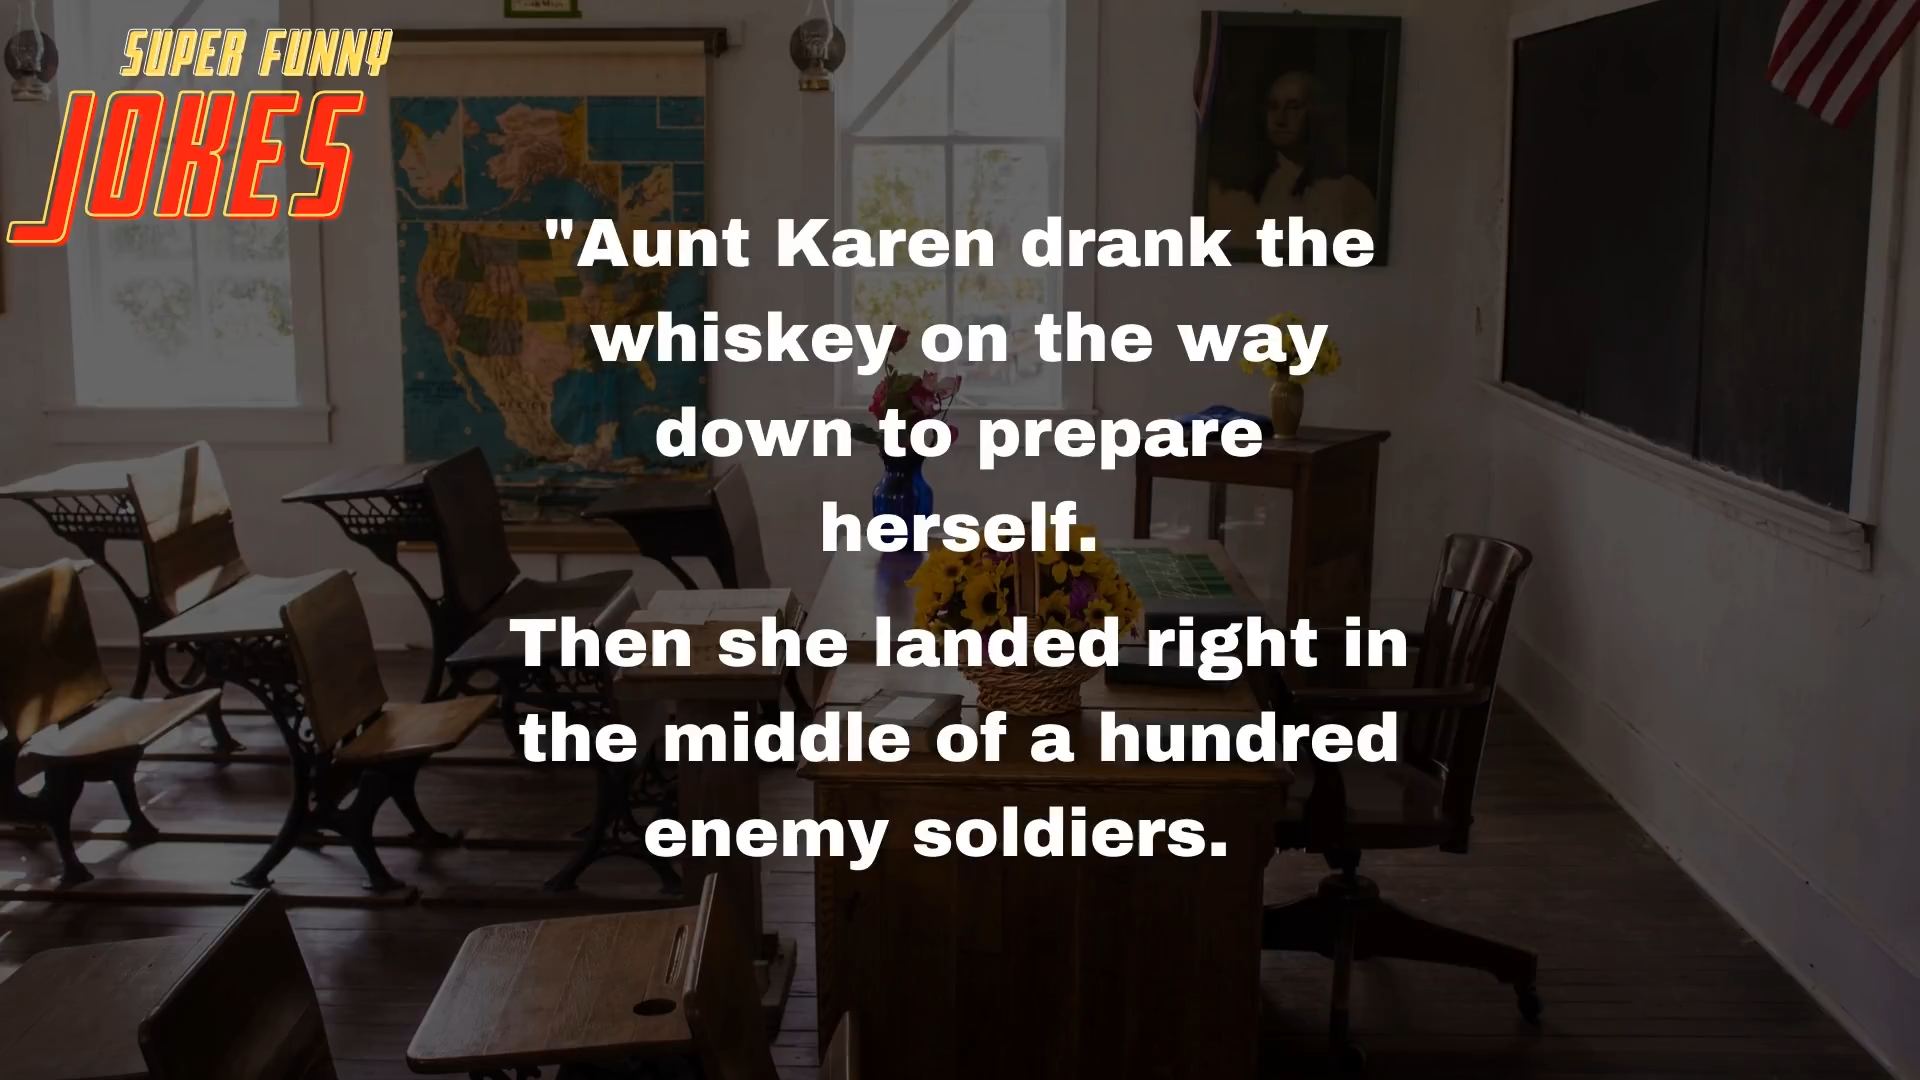 SUPER FUNNY
JOKES
"Aunt Karen drank the
whiskey on the way
down to prepare
herself.
Then she landed right in
the middle of a hundred
enemy soldiers.